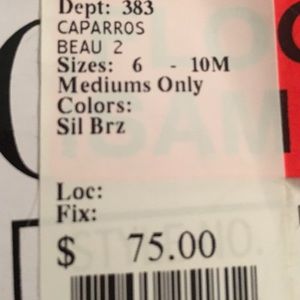 Dept: 383
CAPARROS
BEAU 2
Sizes: 6 - 10M
Mediums Only
Colors:
Sil Brz
Loc:
Fix:
$ 75.00